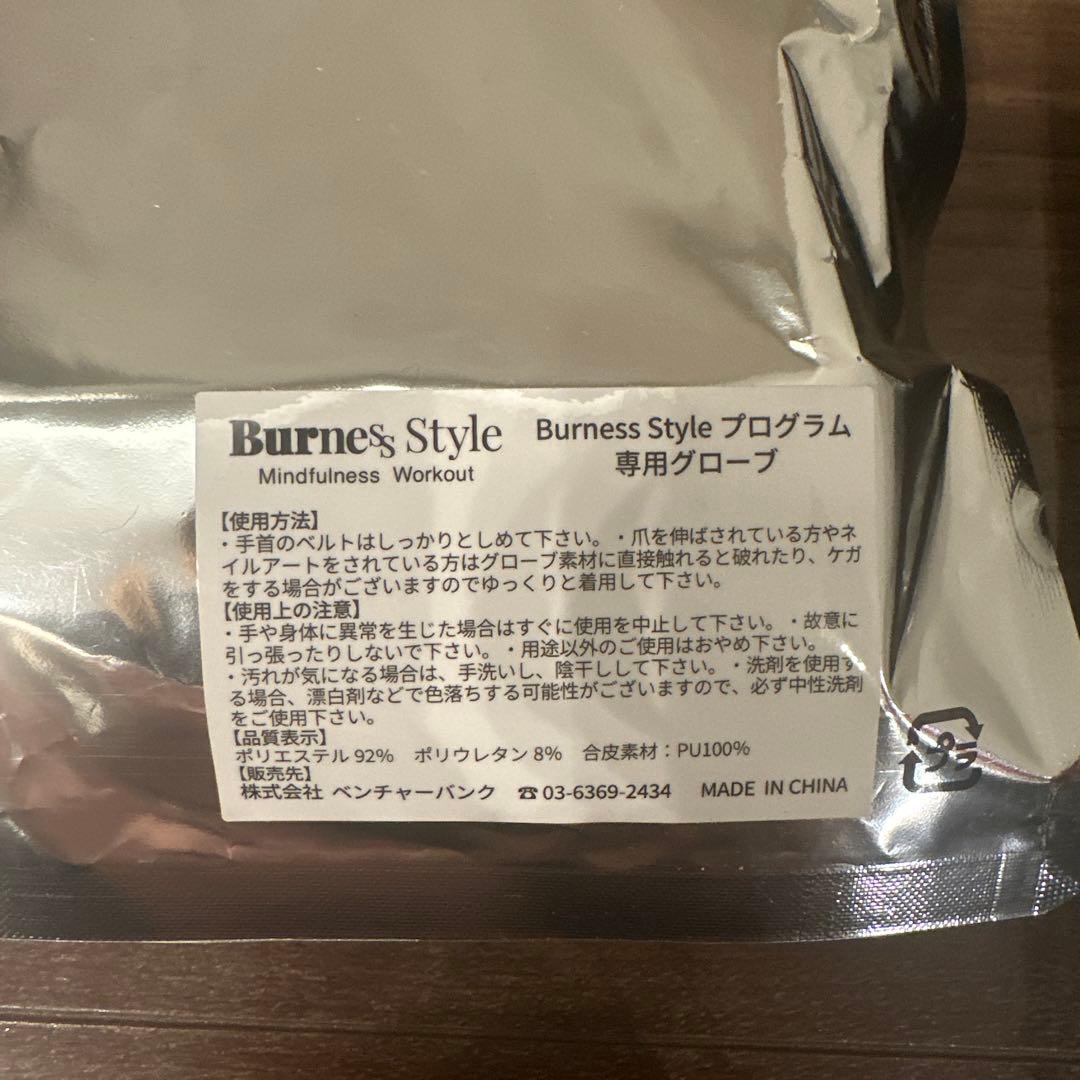 Burness Style
Mindfulness Workout
Burness Style プログラム
専用グローブ
【使用方法】
・手首のベルトはしっかりとしめて下さい。・爪を伸ばされている方やネ
イルアートをされている方はグローブ素材に直接触れると破れたり、ケガ
をする場合がございますのでゆっくりと着用して下さい。
【使用上の注意】
・手や身体に異常を生じた場合はすぐに使用を中止して下さい。・故意に
引っ張ったりしないで下さい。・用途以外のご使用はおやめ下さい。
・汚れが気になる場合は、手洗いし、陰干しして下さい。・洗剤を使用す
る場合、漂白剤などで色落ちする可能性がございますので、必ず中性洗剤
をご使用下さい。
【品質表示】
ポリエステル 92% ポリウレタン 8% 合皮素材：PU100%
【販売先】
株式会社 ベンチャーバンク ☎03-6369-2434 MADE IN CHINA
プラ